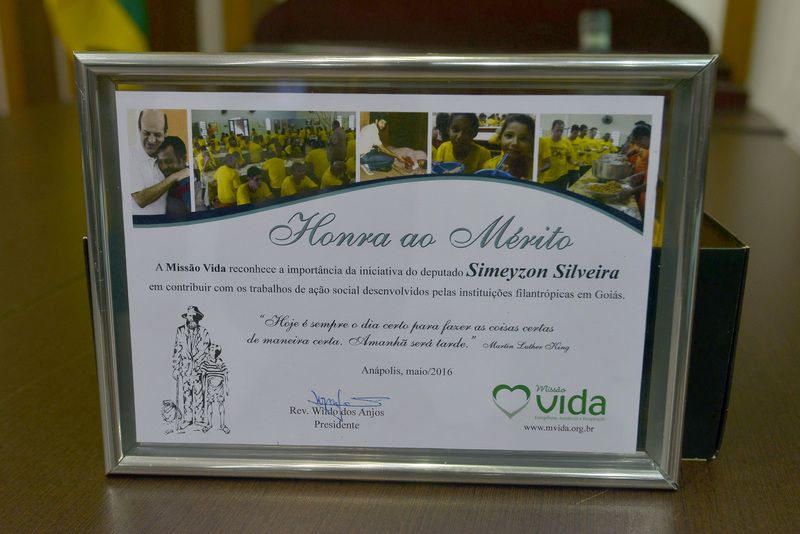 Honra ao Mérito
A Missão Vida reconhece a importância da iniciativa do deputado Simeyzon Silveira
em contribuir com os trabalhos de ação social desenvolvidos pelas instituições filantrópicas em Goiás.
"Hoje é sempre o dia certo para fazer as coisas certas
de maneira certa. Amanhã será tarde." Martin Luther King
Anápolis, maio/2016
Rev. Wildo dos Anjos
Presidente
Missão
vida
www.mvida.org.br